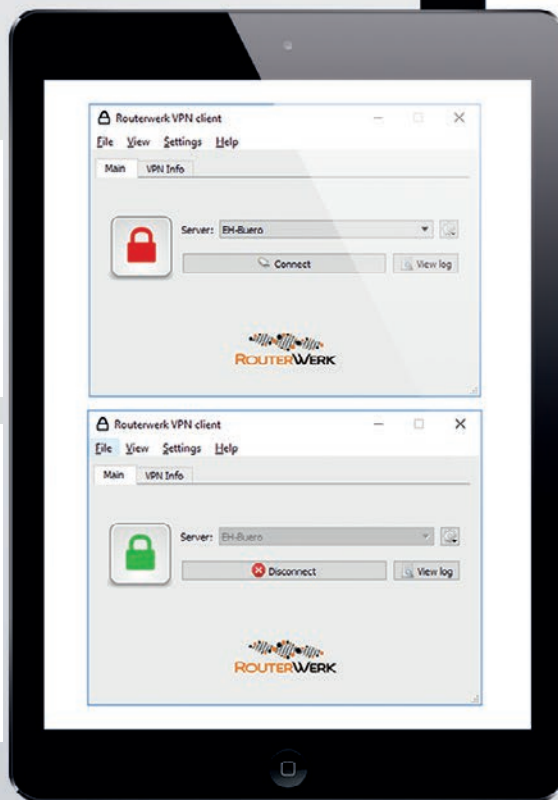 Routerwerk VPN client
File View Settings Help
Main VPN Info
Server: EH-Buero
Connect View log
ROUTERWERK
Routerwerk VPN client
File View Settings Help
Main VPN Info
Server: EH-Buero
Disconnect View log
ROUTERWERK